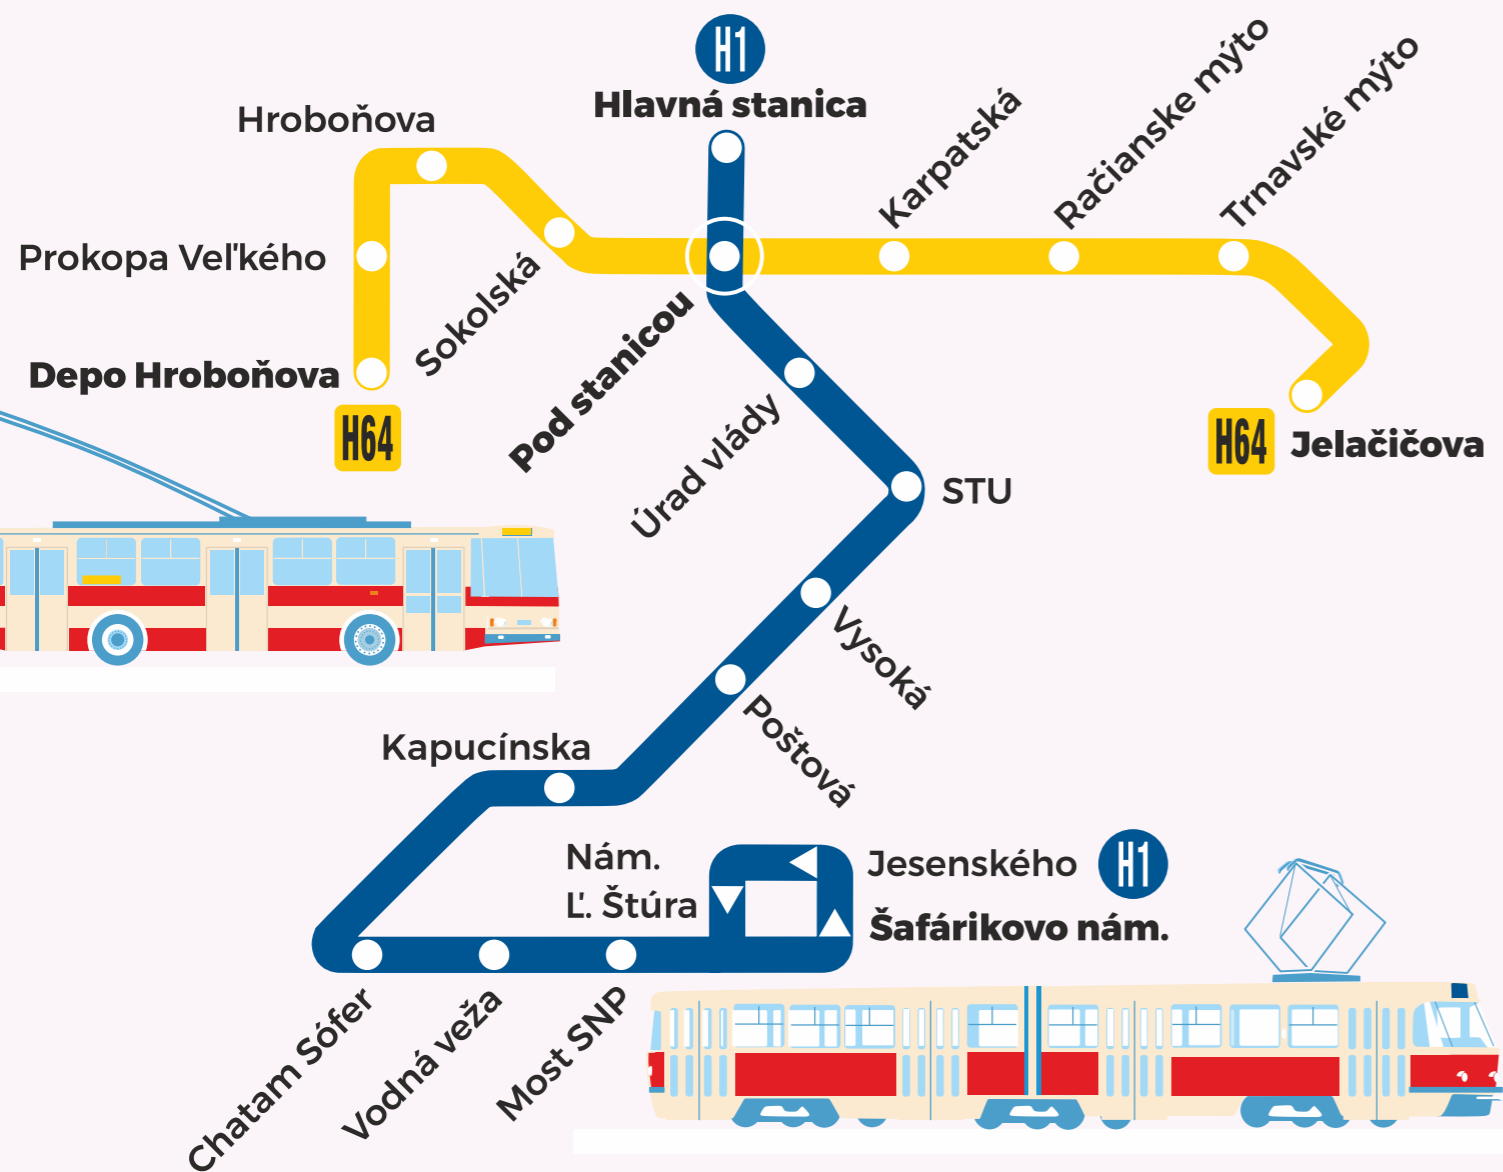 H1
Hlavná stanica
Hroboňova
Karpatská
Račianske mýto
Trnavské mýto
Prokopa Veľkého
Sokolská
Depo Hroboňova
H64
Pod stanicou
H64
Jelačičova
Úrad vlády
STU
Vysoká
Poštová
Kapucínska
Nám.
Ľ. Štúra
Jesenského
H1
Šafárikovo nám.
Chatam Sófer
Vodná veža
Most SNP